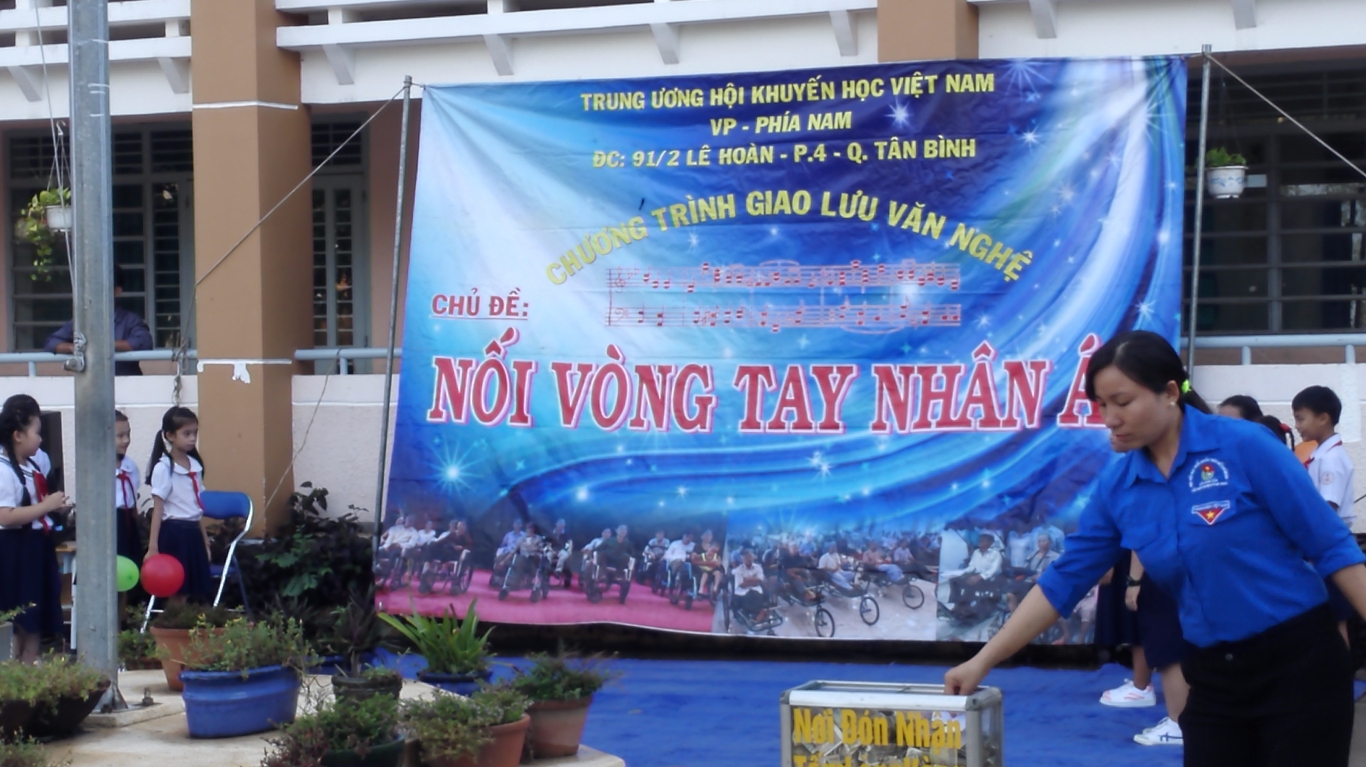 TRUNG ƯƠNG HỘI KHUYẾN HỌC VIỆT NAM
VP - PHÍA NAM
ĐC: 91/2 LÊ HOÀN - P.4 - Q. TÂN BÌNH
CHƯƠNG TRÌNH GIAO LƯU VĂN NGHỆ
CHỦ ĐỀ:
NỐI VÒNG TAY NHÂN Á
Nơi Đón Nhận